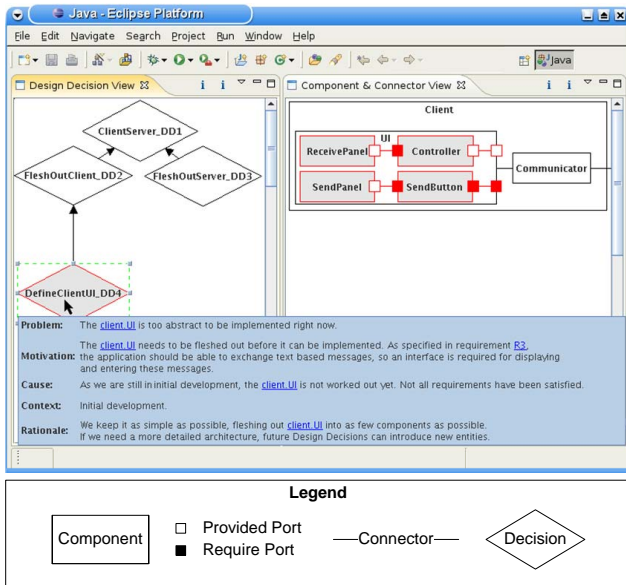 Java - Eclipse Platform
File Edit Navigate Search Project Run Window Help
Java
Design Decision View
Component & Connector View
ClientServer_DD1
FleshOutClient_DD2
FleshOutServer_DD3
DefineClientUI_DD4
Client
UI
ReceivePanel
Controller
SendPanel
SendButton
Communicator
Problem: The client.UI is too abstract to be implemented right now.
The client.UI needs to be fleshed out before it can be implemented. As specified in requirement R3,
Motivation: the application should be able to exchange text based messages, so an interface is required for displaying
and entering these messages.
Cause: As we are still in initial development, the client.UI is not worked out yet. Not all requirements have been satisfied.
Context: Initial development.
We keep it as simple as possible, fleshing out client.UI into as few components as possible.
Rationale:
If we need a more detailed architecture, future Design Decisions can introduce new entities.
Legend
Component
Provided Port
Require Port
Connector
Decision